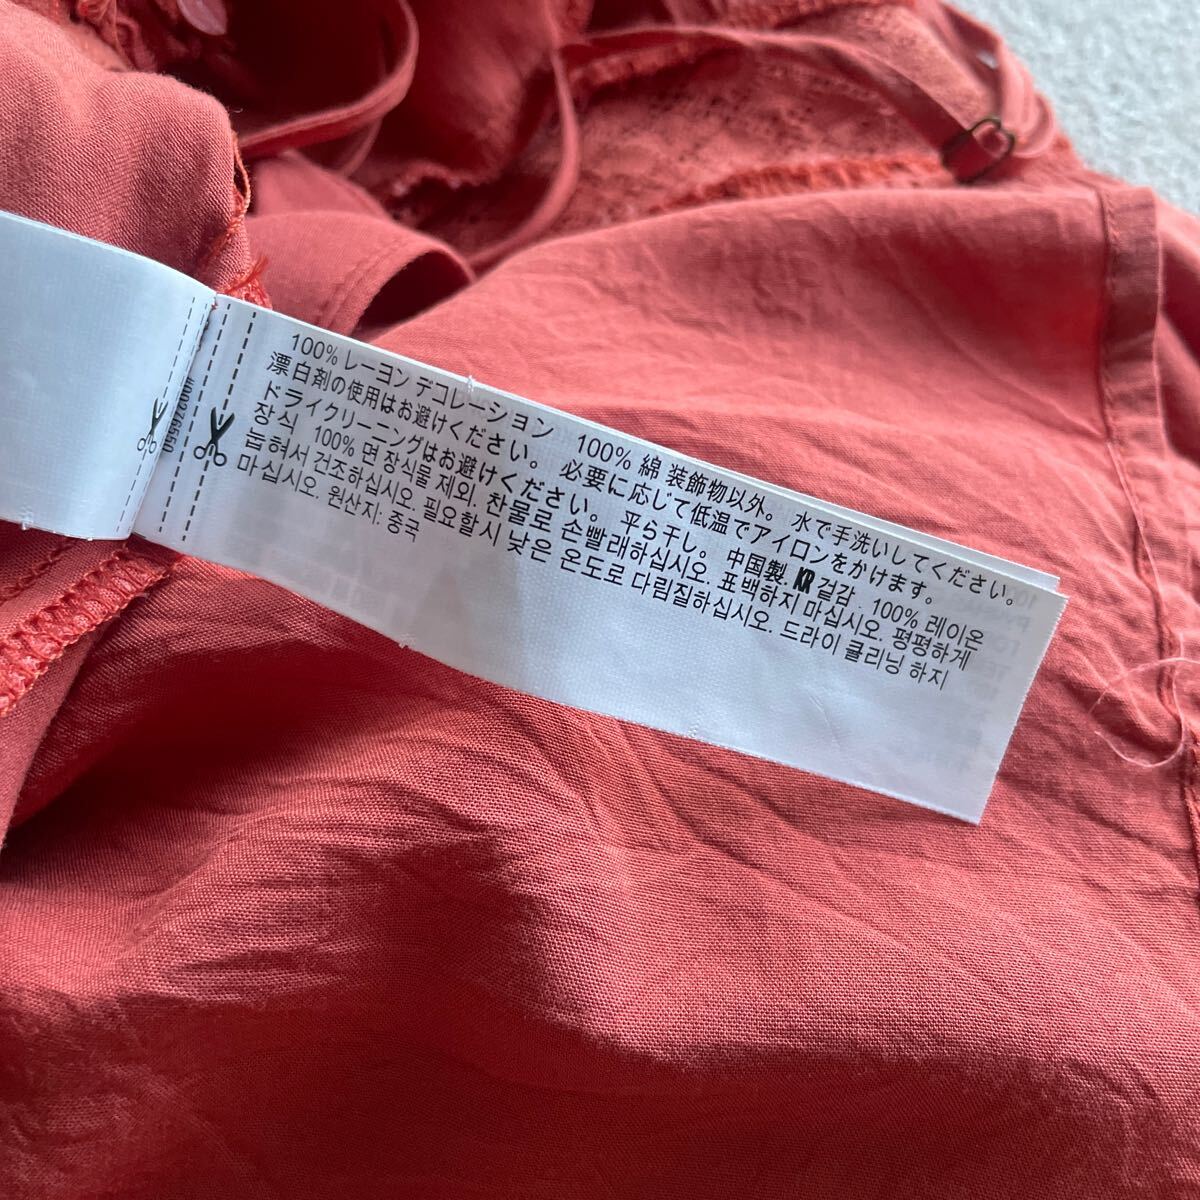 100% レーヨン デコレーション　100% 綿 装飾物以外。 水で手洗いしてください。
漂白剤の使用はお避けください。 必要に応じて低温でアイロンをかけます。
ドライクリーニングはお避けください。 平ら干し。 中国製. KR 겉감 . 100% 레이온
장식 . 100% 면 장식물 제외. 찬물로 손빨래하십시오. 표백하지 마십시오. 평평하게
펴혀서 건조하십시오. 필요할시 낮은 온도로 다림질하십시오. 드라이 클리닝 하지
마십시오. 원산지: 중국